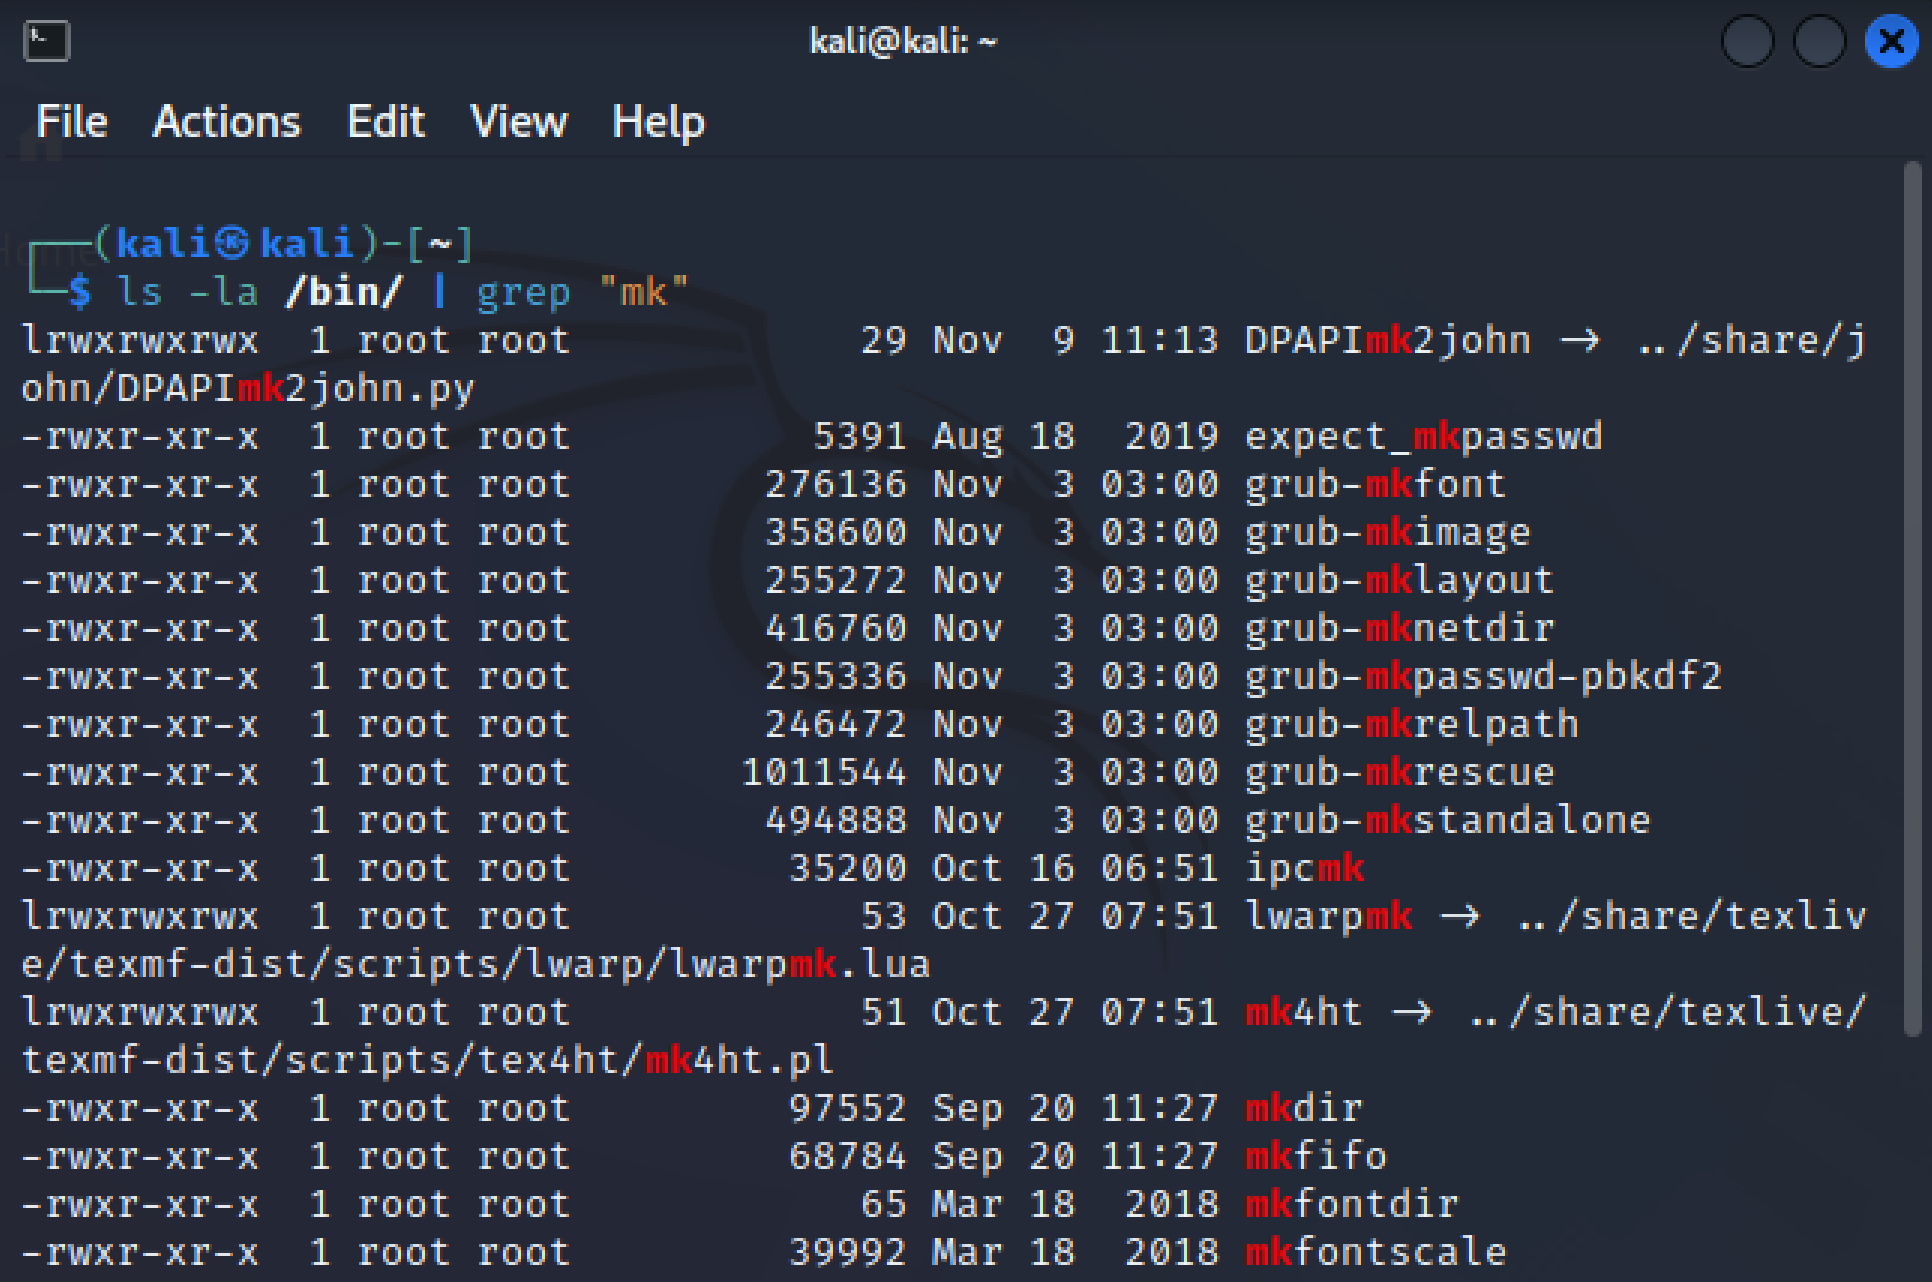 kali@kali: ~
File Actions Edit View Help
┌──(kali㉿kali)-[~]
└─$ ls -la /bin/ | grep "mk"
lrwxrwxrwx  1 root root          29 Nov  9 11:13 DPAPImk2john → ../share/j
ohn/DPAPImk2john.py
-rwxr-xr-x  1 root root        5391 Aug 18  2019 expect_mkpasswd
-rwxr-xr-x  1 root root      276136 Nov  3 03:00 grub-mkfont
-rwxr-xr-x  1 root root      358600 Nov  3 03:00 grub-mkimage
-rwxr-xr-x  1 root root      255272 Nov  3 03:00 grub-mklayout
-rwxr-xr-x  1 root root      416760 Nov  3 03:00 grub-mknetdir
-rwxr-xr-x  1 root root      255336 Nov  3 03:00 grub-mkpasswd-pbkdf2
-rwxr-xr-x  1 root root      246472 Nov  3 03:00 grub-mkrelpath
-rwxr-xr-x  1 root root     1011544 Nov  3 03:00 grub-mkrescue
-rwxr-xr-x  1 root root      494888 Nov  3 03:00 grub-mkstandalone
-rwxr-xr-x  1 root root       35200 Oct 16 06:51 ipcmk
lrwxrwxrwx  1 root root          53 Oct 27 07:51 lwarpmk → ../share/texliv
e/texmf-dist/scripts/lwarp/lwarpmk.lua
lrwxrwxrwx  1 root root          51 Oct 27 07:51 mk4ht → ../share/texlive/
texmf-dist/scripts/tex4ht/mk4ht.pl
-rwxr-xr-x  1 root root       97552 Sep 20 11:27 mkdir
-rwxr-xr-x  1 root root       68784 Sep 20 11:27 mkfifo
-rwxr-xr-x  1 root root          65 Mar 18  2018 mkfontdir
-rwxr-xr-x  1 root root       39992 Mar 18  2018 mkfontscale
Home